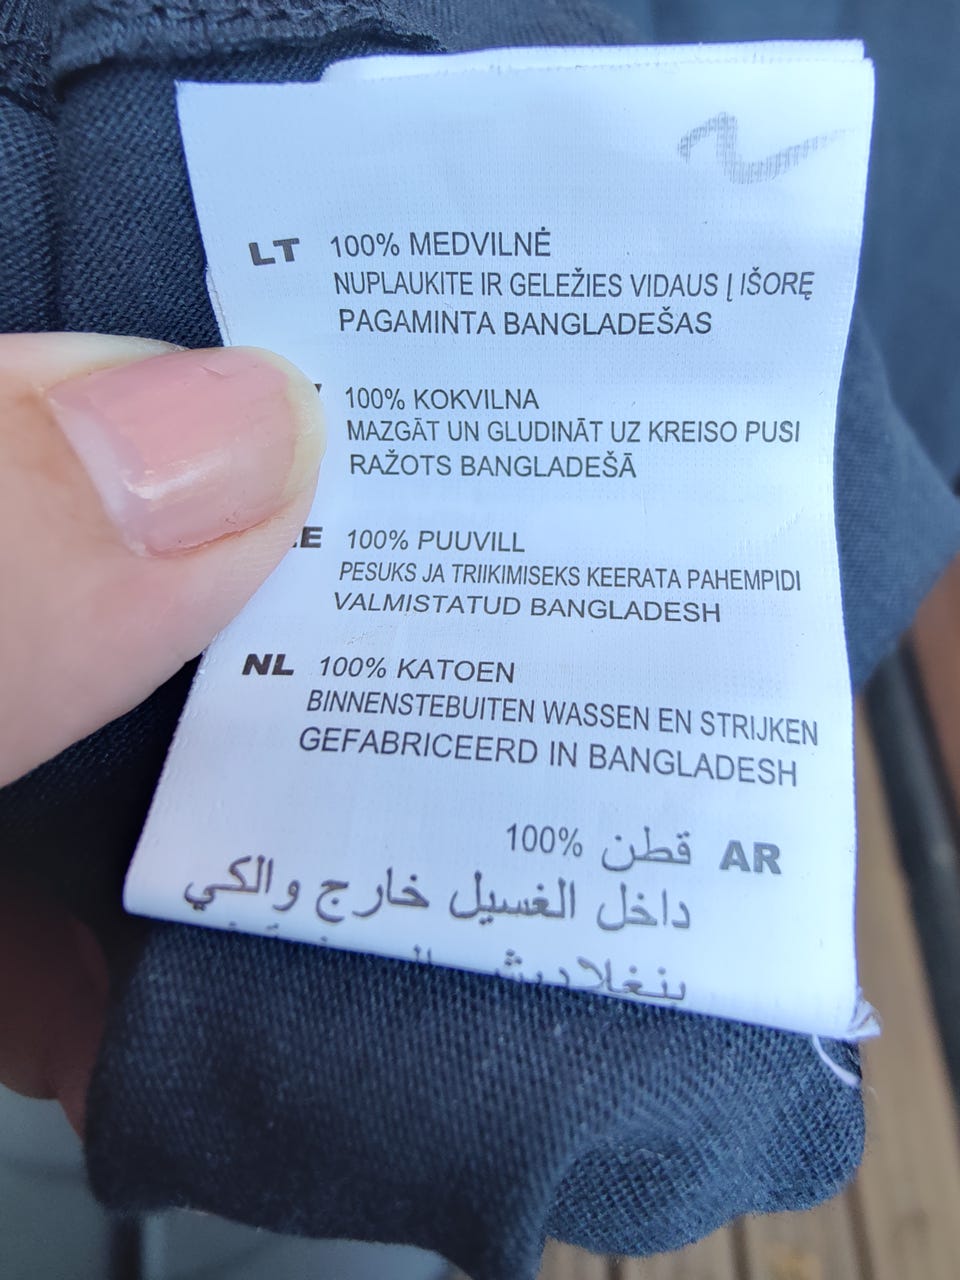 LT 100% MEDVILNĖ
NUPLAUKITE IR GELEŽIES VIDAUS Į IŠORĘ
PAGAMINTA BANGLADEŠAS
100% KOKVILNA
MAZGĀT UN GLUDINĀT UZ KREISO PUSI
RAŽOTS BANGLADEŠĀ
E 100% PUUVILL
PESUKS JA TRIIKIMISEKS KEERATA PAHEMPIDI
VALMISTATUD BANGLADESH
NL 100% KATOEN
BINNENSTEBUITEN WASSEN EN STRIJKEN
GEFABRICEERD IN BANGLADESH
AR قطن 100%
داخل الغسيل خارج والكي